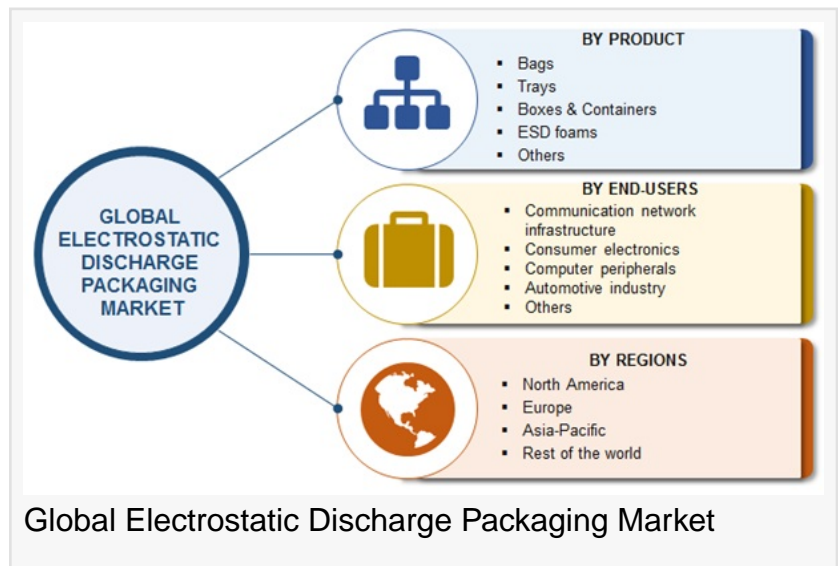 GLOBAL
ELECTROSTATIC
DISCHARGE
PACKAGING
MARKET
BY PRODUCT
▪ Bags
▪ Trays
▪ Boxes & Containers
▪ ESD foams
▪ Others
BY END-USERS
▪ Communication network
infrastructure
▪ Consumer electronics
▪ Computer peripherals
▪ Automotive industry
▪ Others
BY REGIONS
▪ North America
▪ Europe
▪ Asia-Pacific
▪ Rest of the world
Global Electrostatic Discharge Packaging Market